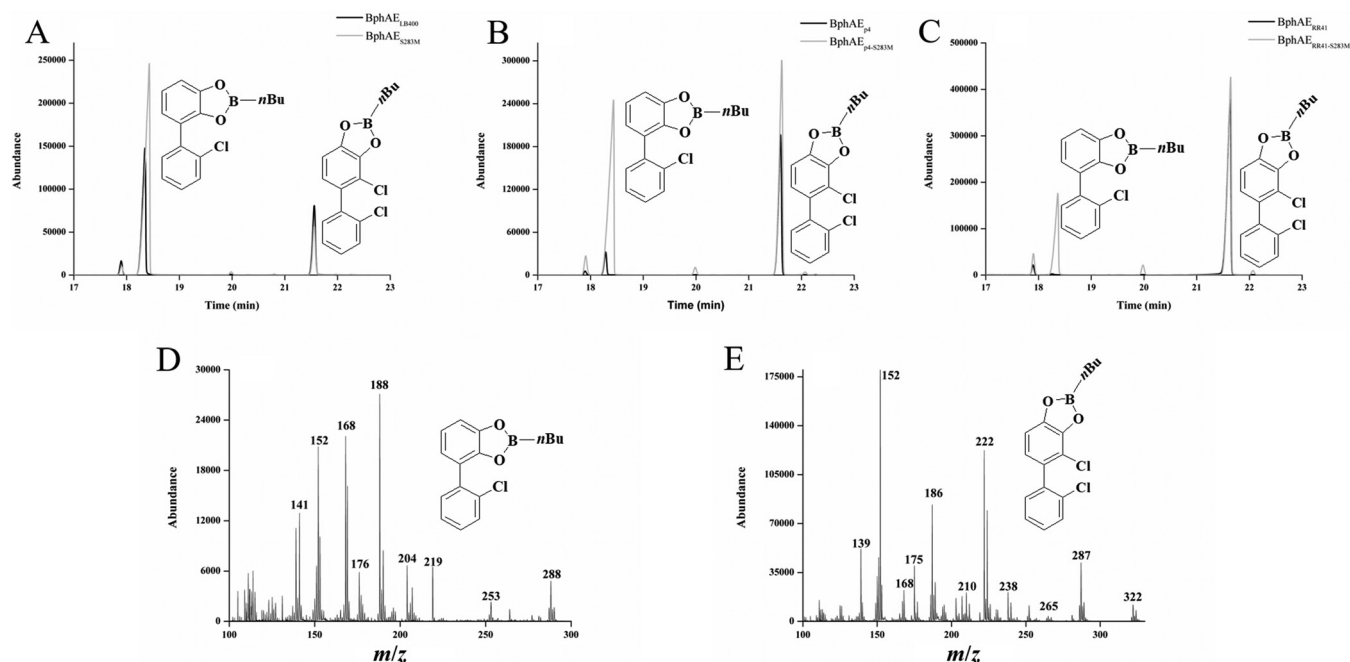 A
BphAE_LB400
BphAE_S283M
Abundance
250000
200000
150000
100000
50000
0
17 18 19 20 21 22 23
Time (min)
O
B nBu
O
Cl
nBu
O B
O
Cl
Cl
B
BphAE_p4
BphAE_p4-S283M
Abundance
300000
240000
180000
120000
60000
0
17 18 19 20 21 22 23
Time (min)
O
B nBu
O
Cl
nBu
O B
O
Cl
Cl
C
BphAE_RR41
BphAE_RR41-S283M
Abundance
500000
400000
300000
200000
100000
0
17 18 19 20 21 22 23
Time (min)
O
B nBu
O
Cl
nBu
O B
O
Cl
Cl
D
Abundance
30000
24000
18000
12000
6000
0
100 150 200 250 300
m/z
141
152
168
176
188
204
219
253
288
O
B nBu
O
Cl
E
Abundance
175000
140000
105000
75000
35000
0
100 150 200 250 300
m/z
139
152
168
175
186
210
222
238
265
287
322
nBu
O B
O
Cl
Cl